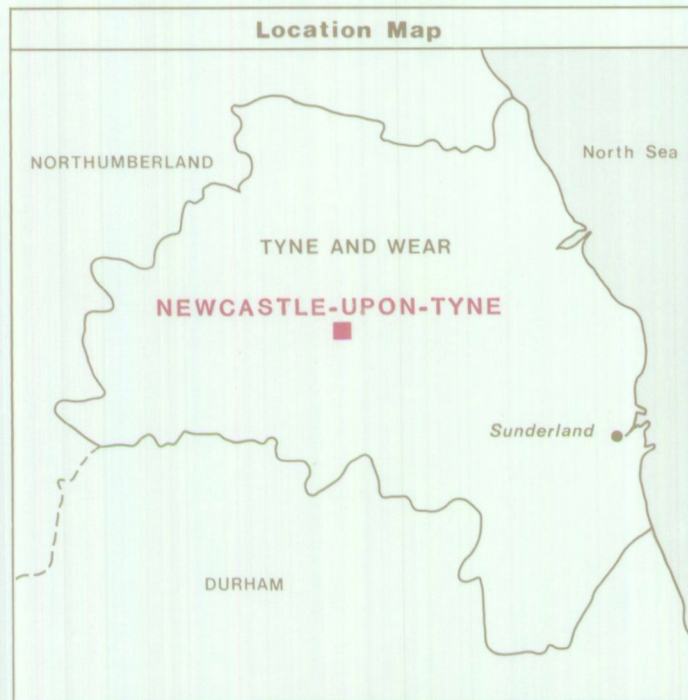 Location Map
NORTHUMBERLAND
North Sea
TYNE AND WEAR
NEWCASTLE-UPON-TYNE
Sunderland
DURHAM